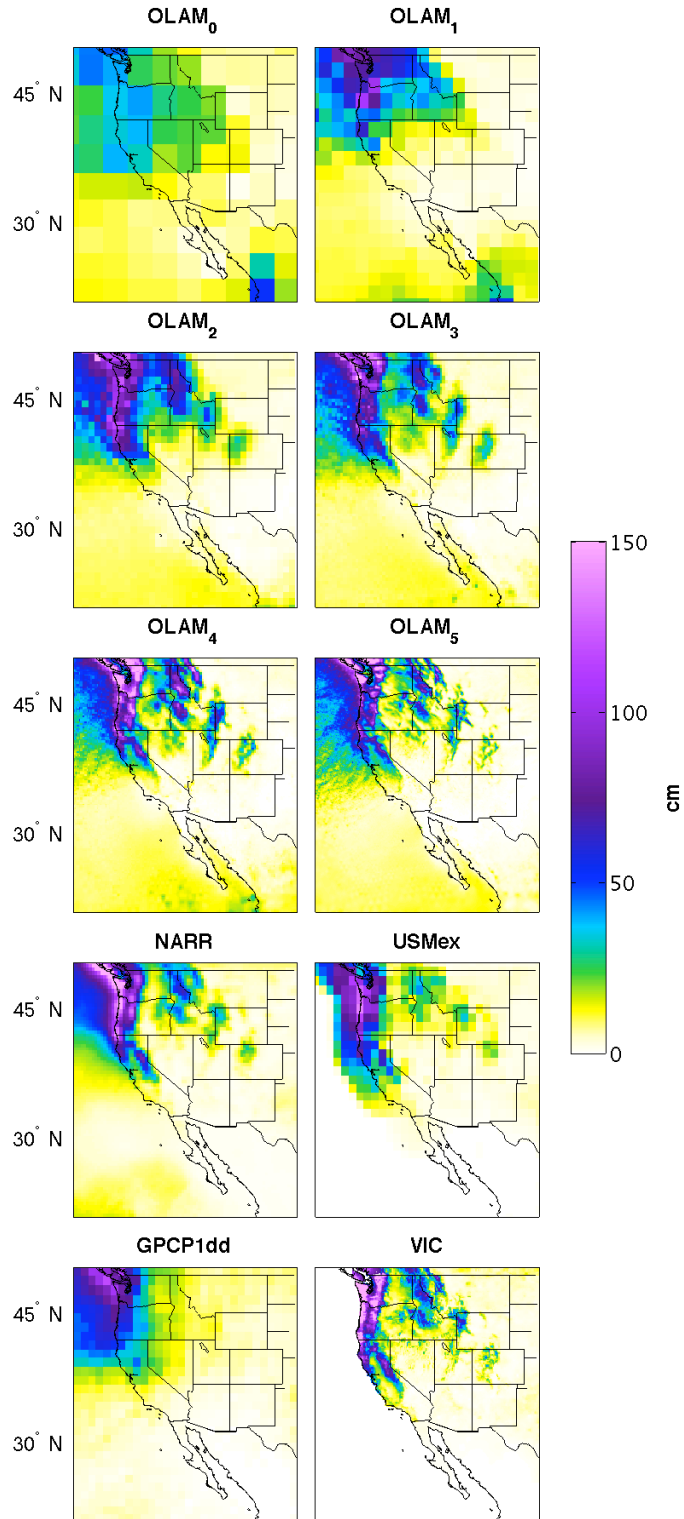 OLAM0 OLAM1
45° N
30° N
OLAM2 OLAM3
45° N
30° N
OLAM4 OLAM5
45° N
30° N
150
100
50
0
cm
NARR USMex
45° N
30° N
GPCP1dd VIC
45° N
30° N